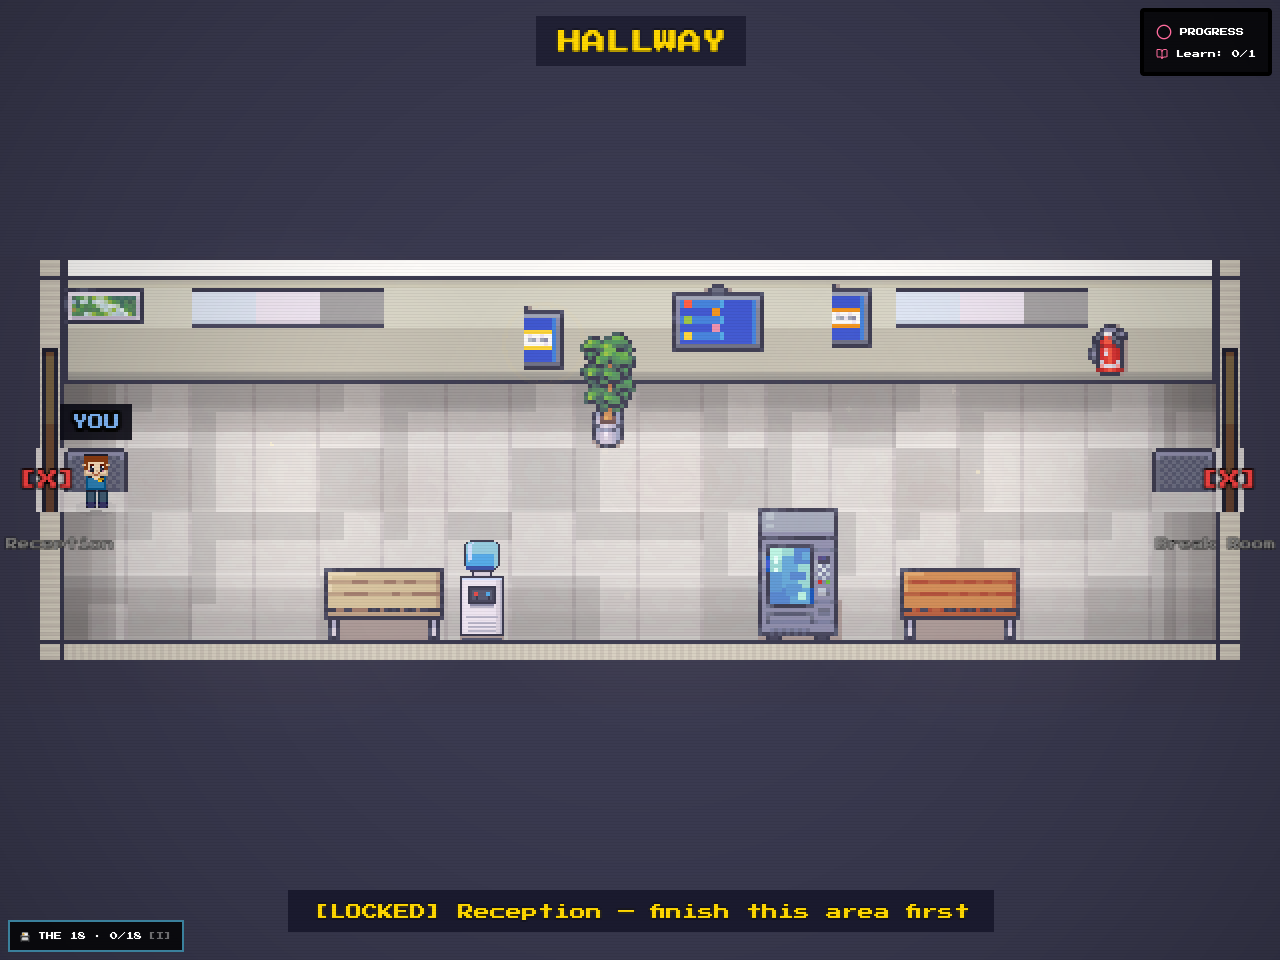 HALLWAY
PROGRESS
Learn: 0/1
YOU
[X]
[X]
Reception
Break Room
[LOCKED] Reception — finish this area first
THE 18 · 0/18 [I]